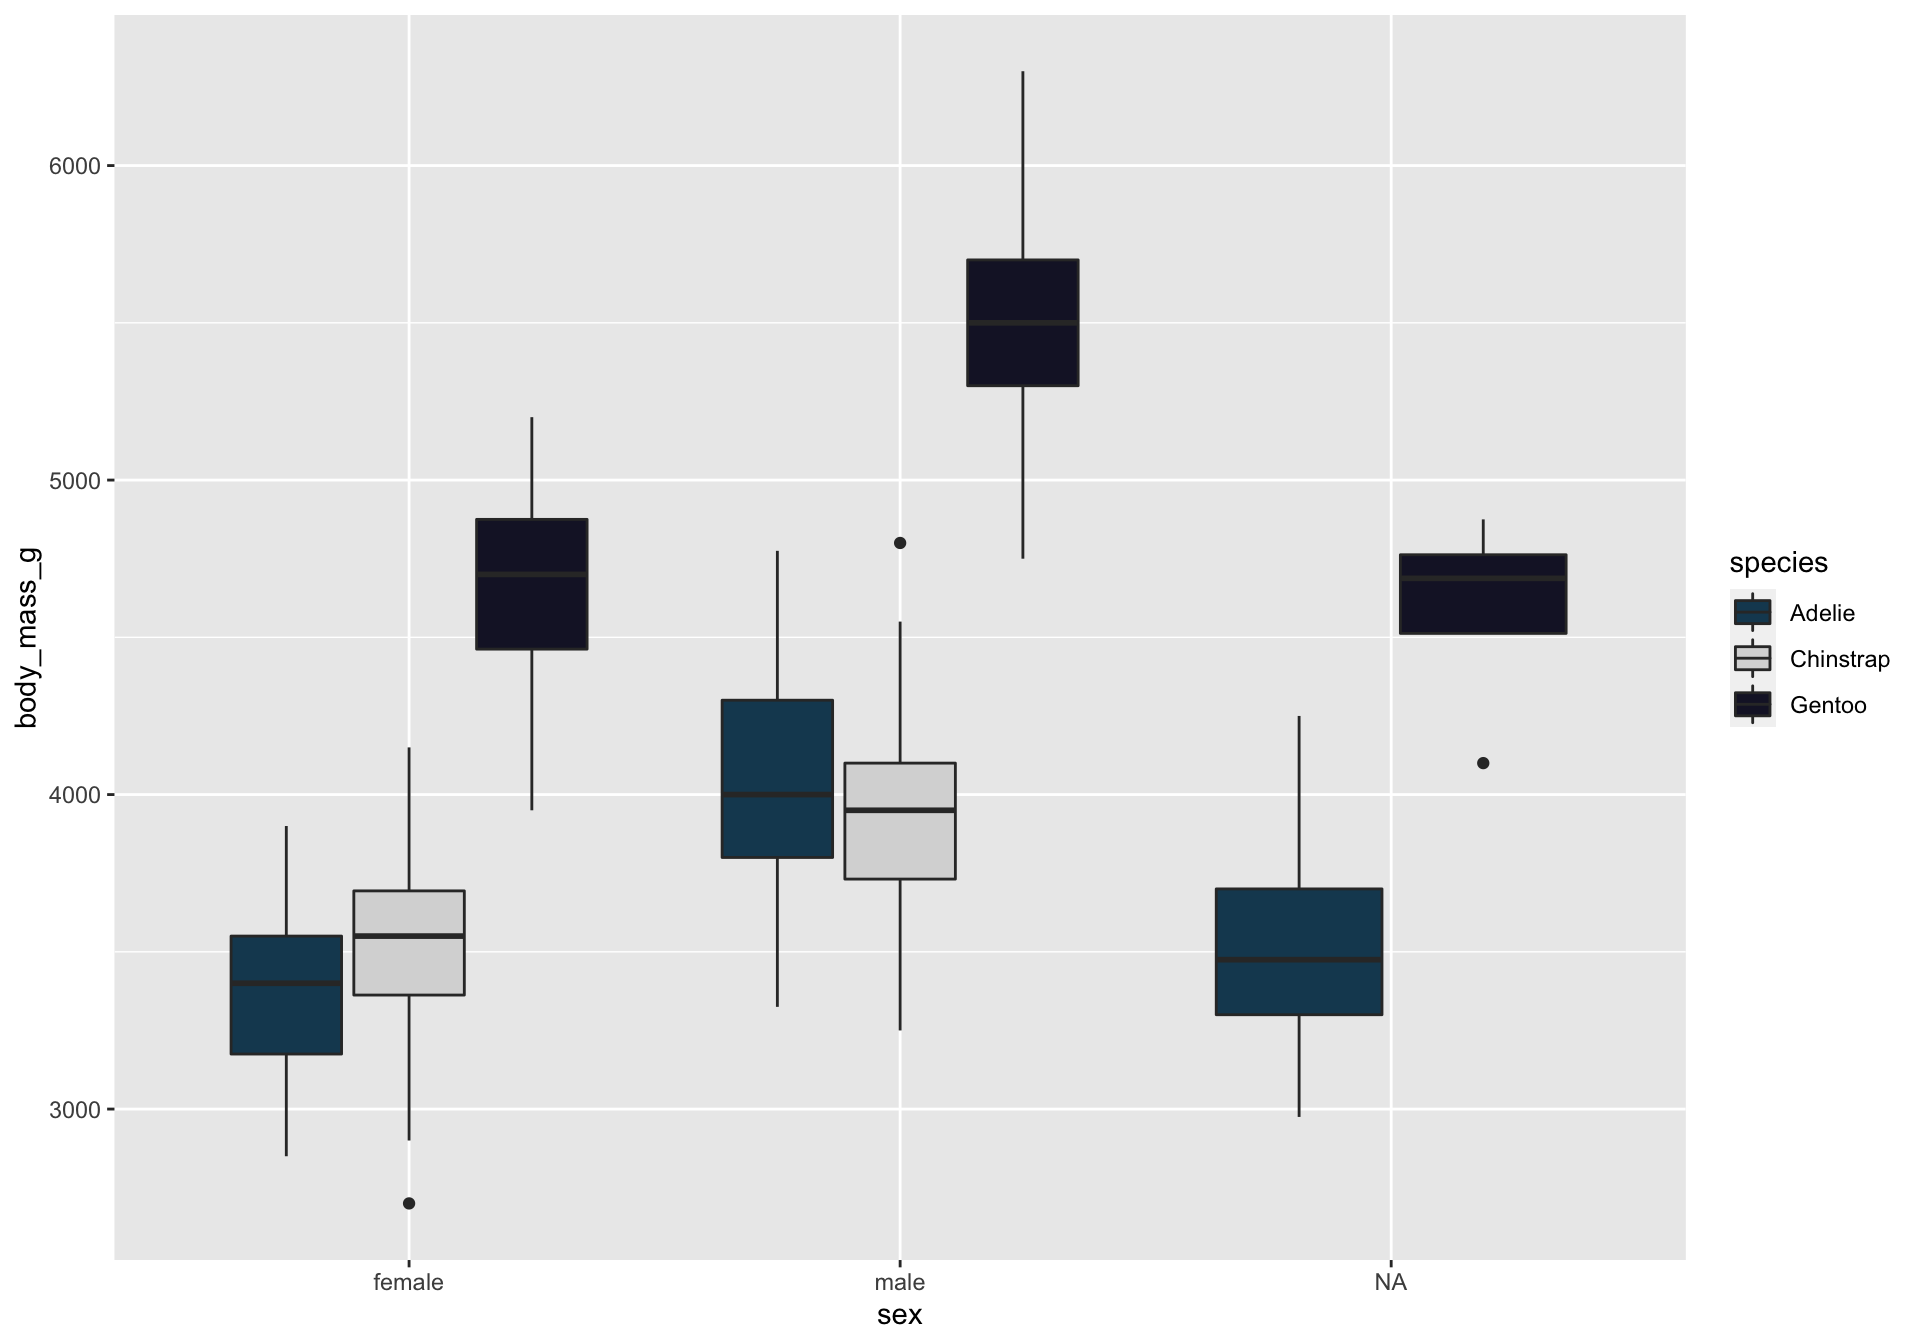 6000
5000
4000
3000
body_mass_g
female
male
NA
sex
species
Adelie
Chinstrap
Gentoo